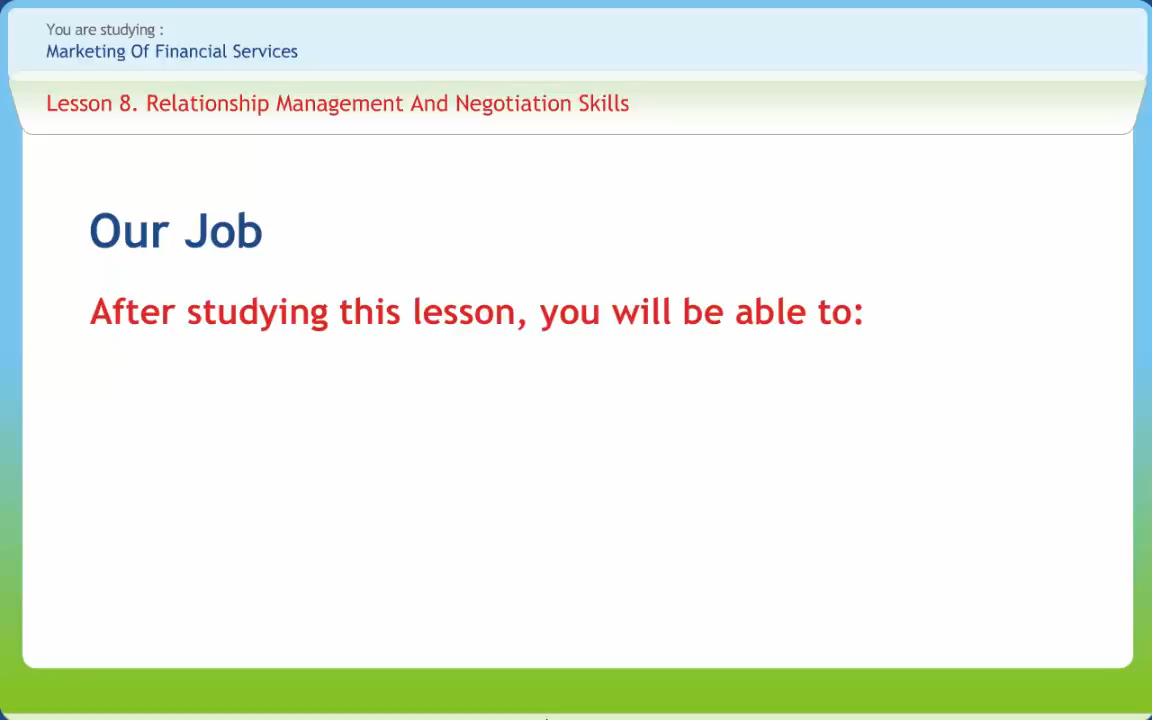 You are studying :
Marketing Of Financial Services
Lesson 8. Relationship Management And Negotiation Skills
Our Job
After studying this lesson, you will be able to: